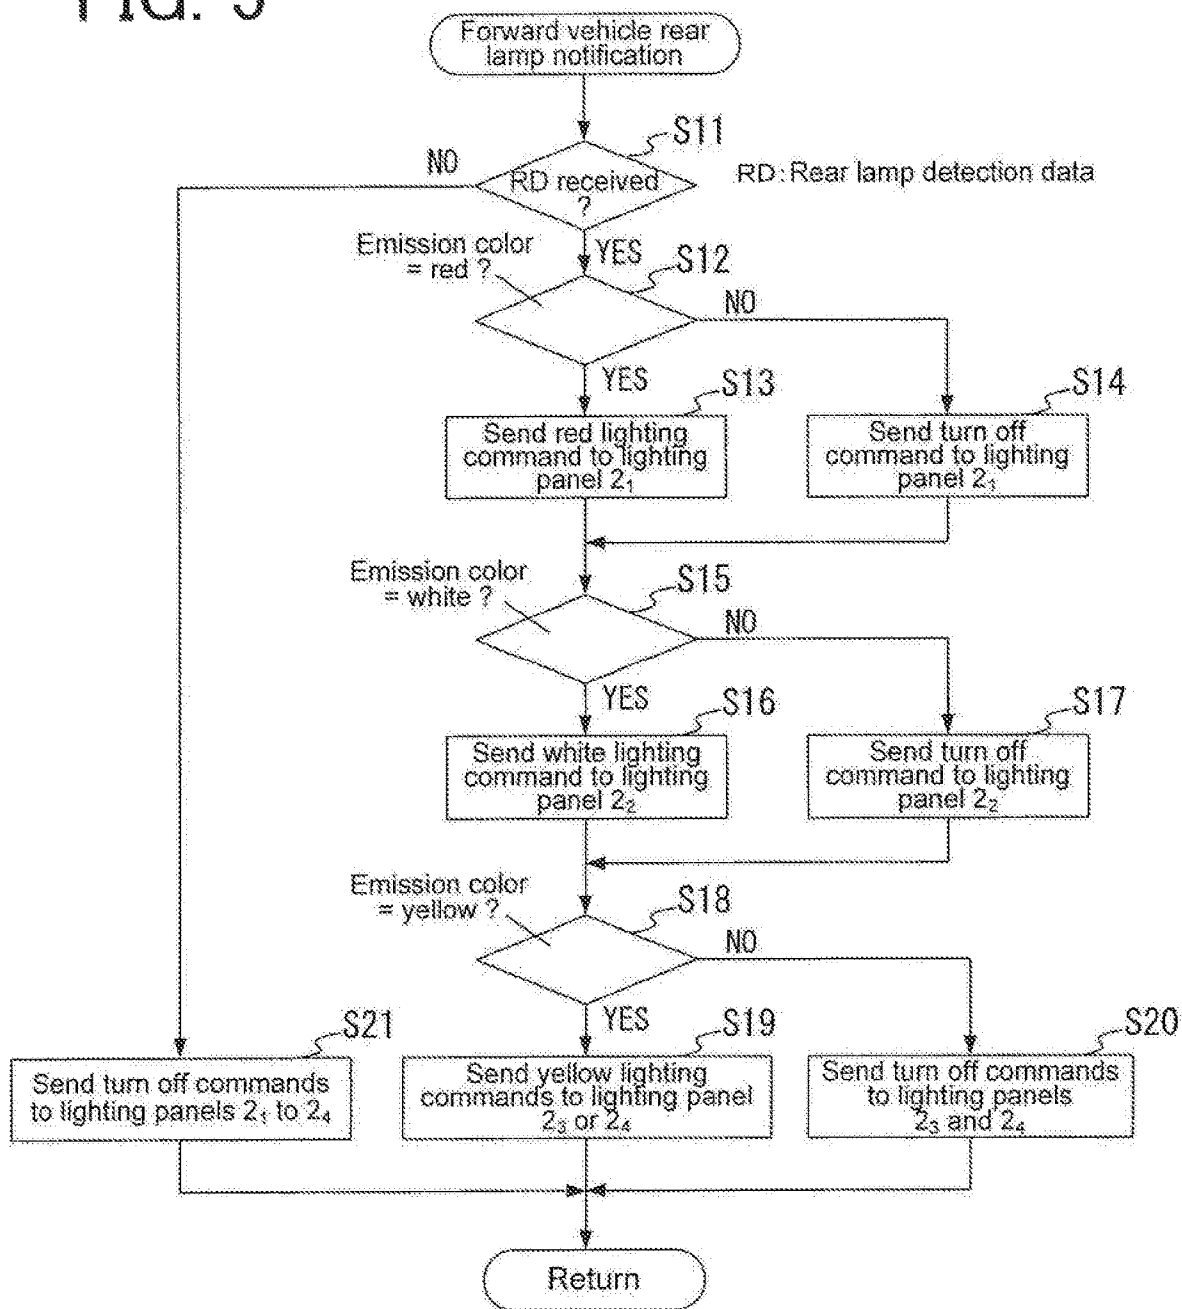 Forward vehicle rear
lamp notification
S11
NO
RD received
?
RD : Rear lamp detection data
YES
Emission color
= red ?
S12
NO
YES
S13
Send red lighting
command to lighting
panel 2₁
S14
Send turn off
command to lighting
panel 2₁
Emission color
= white ?
S15
NO
YES
S16
Send white lighting
command to lighting
panel 2₂
S17
Send turn off
command to lighting
panel 2₂
Emission color
= yellow ?
S18
NO
YES
S21
Send turn off commands
to lighting panels 2₁ to 2₄
S19
Send yellow lighting
commands to lighting panel
2₃ or 2₄
S20
Send turn off commands
to lighting panels
2₃ and 2₄
Return